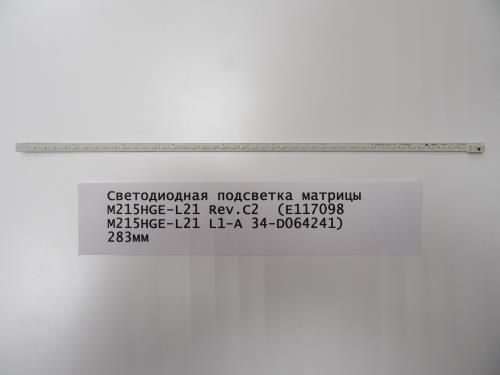 Светодиодная подсветка матрицы
M215HGE-L21 Rev.C2 (E117098
M215HGE-L21 L1-A 34-D064241)
283мм